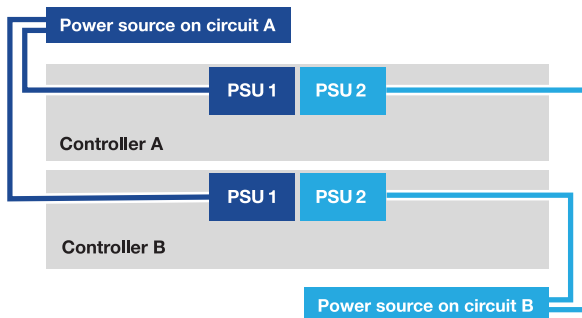 Power source on circuit A
PSU 1 PSU 2
Controller A
PSU 1 PSU 2
Controller B
Power source on circuit B